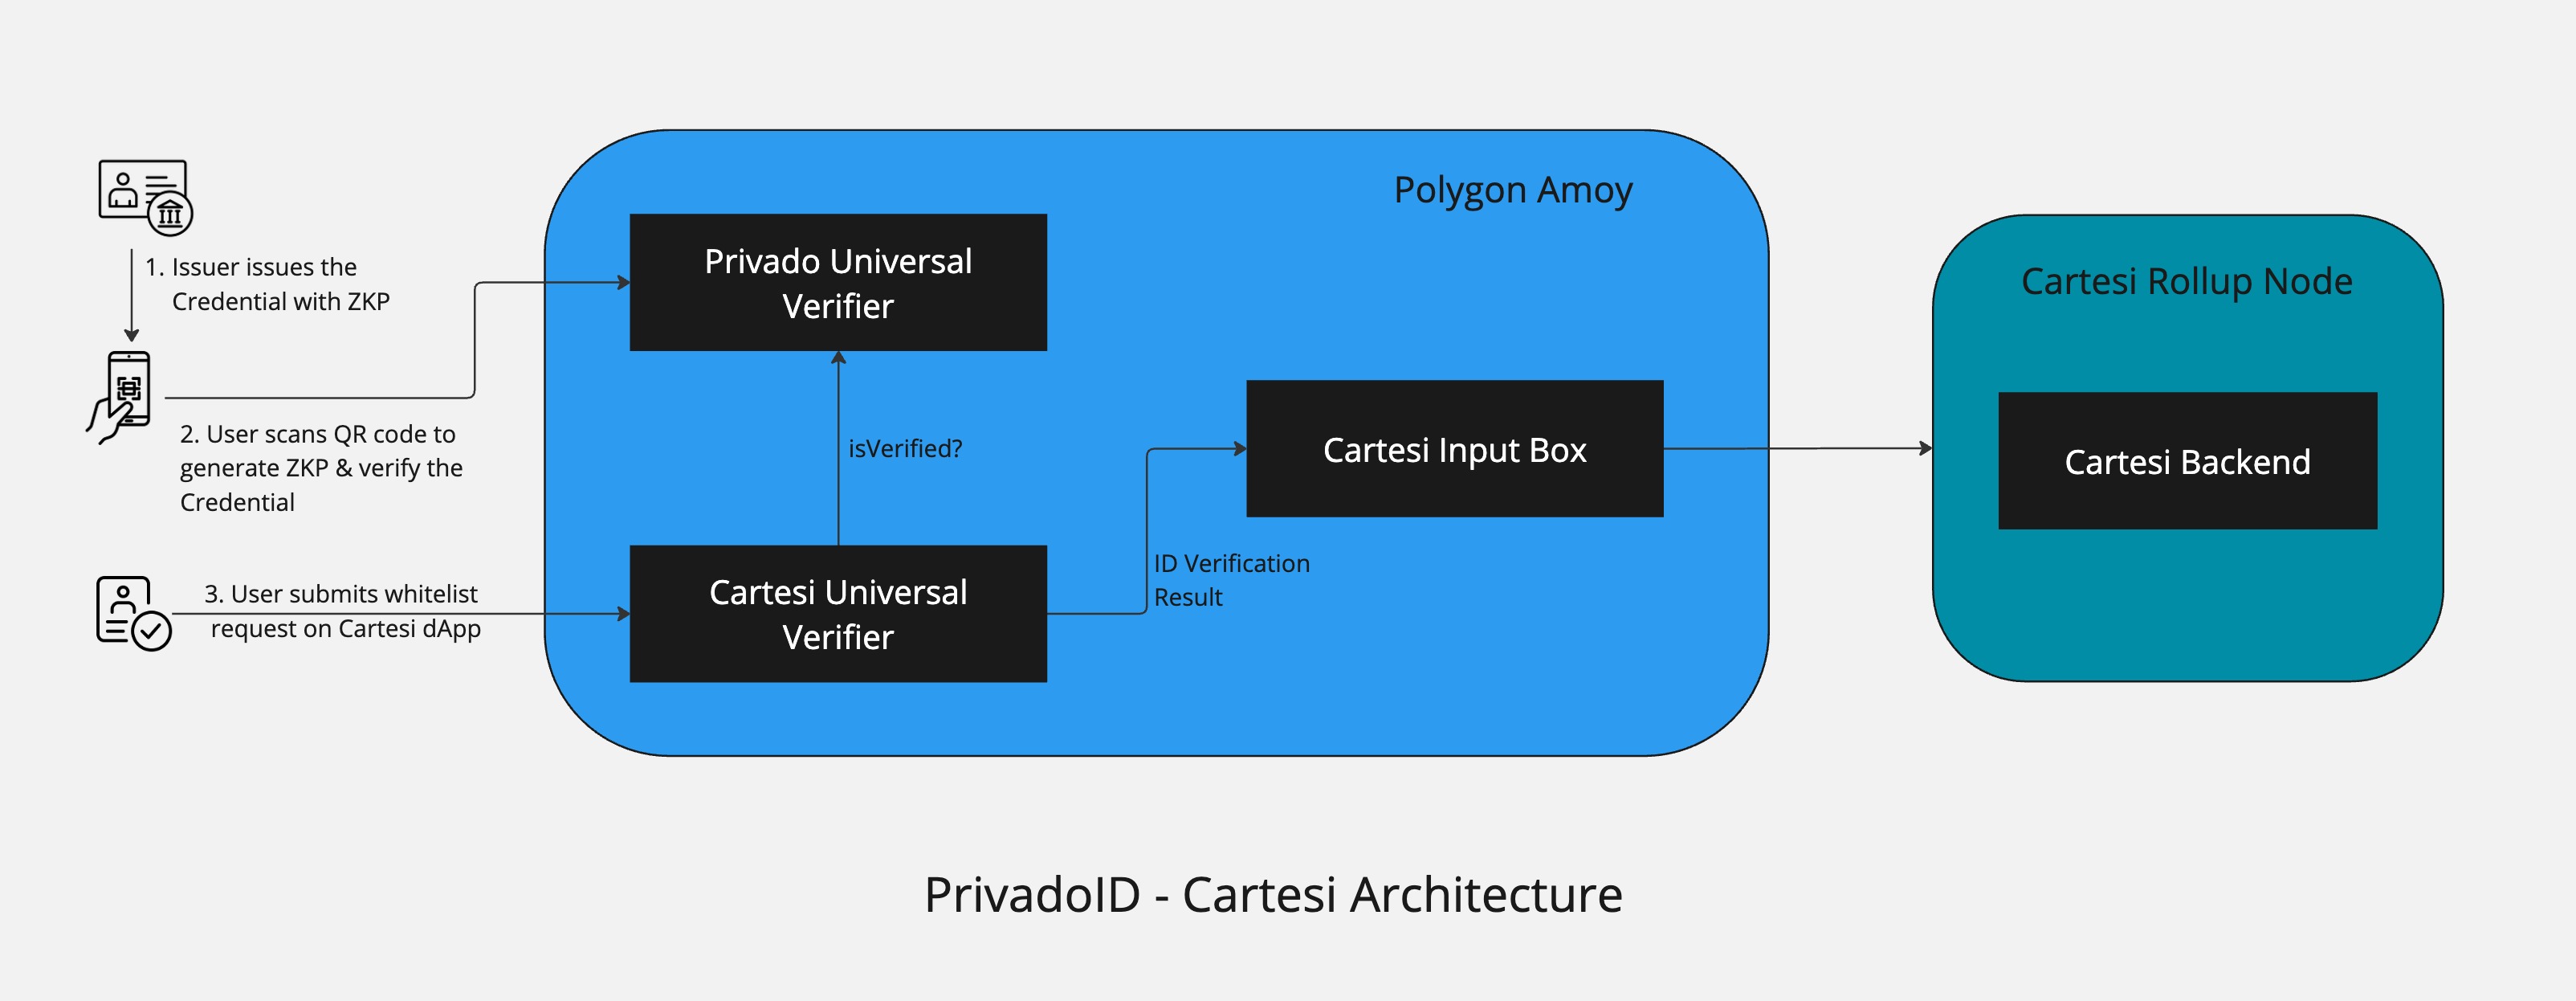 Polygon Amoy
Privado Universal
Verifier
1. Issuer issues the
Credential with ZKP
Cartesi Rollup Node
2. User scans QR code to
generate ZKP & verify the
Credential
isVerified?
Cartesi Input Box
Cartesi Backend
3. User submits whitelist
request on Cartesi dApp
Cartesi Universal
Verifier
ID Verification
Result
PrivadoID - Cartesi Architecture